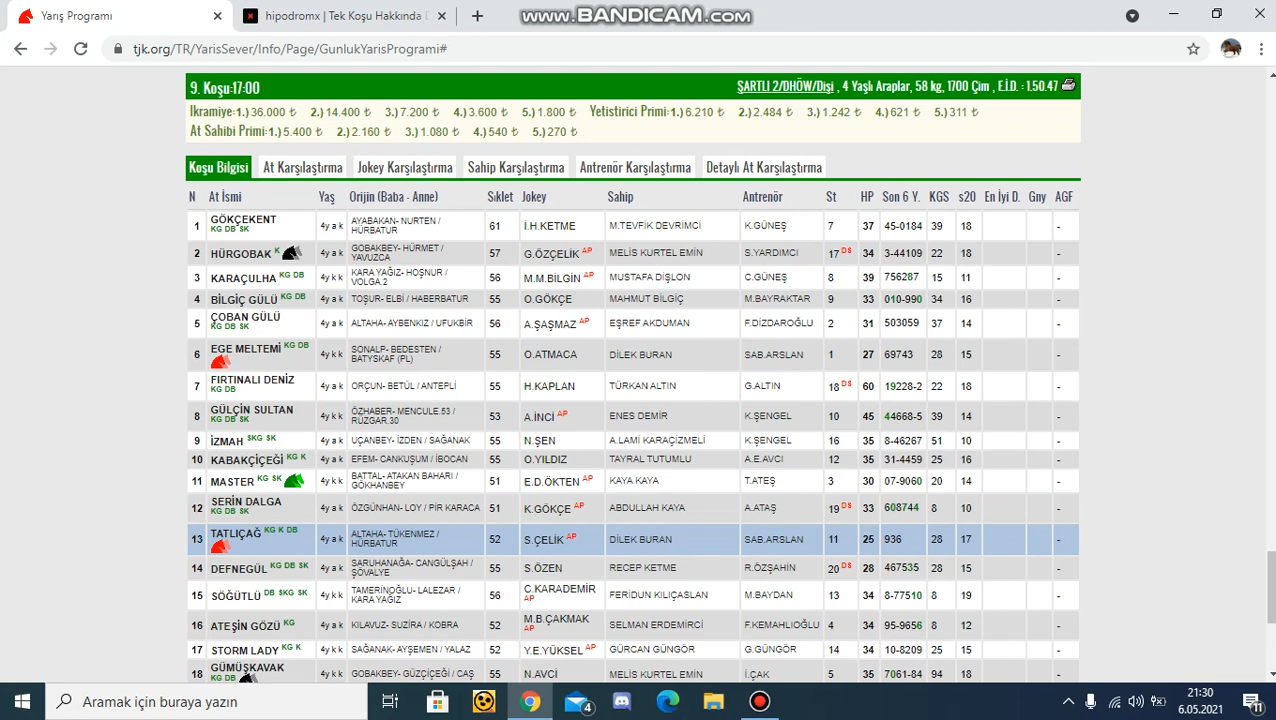 Yarış Programı
hipodromx | Tek Koşu Hakkında D
www.BANDICAM.com
tjk.org/TR/YarisSever/Info/Page/GunlukYarisProgrami#
9. Koşu:17:00 ŞARTLI 2/DHÖW/Dişi , 4 Yaşlı Araplar, 58 kg, 1700 Çim , E.İ.D. : 1.50.47
İkramiye: 1.) 36.000 ₺ 2.) 14.400 ₺ 3.) 7.200 ₺ 4.) 3.600 ₺ 5.) 1.800 ₺ Yetistirici Primi: 1.) 6.210 ₺ 2.) 2.484 ₺ 3.) 1.242 ₺ 4.) 621 ₺ 5.) 311 ₺
At Sahibi Primi: 1.) 5.400 ₺ 2.) 2.160 ₺ 3.) 1.080 ₺ 4.) 540 ₺ 5.) 270 ₺
Koşu Bilgisi At Karşılaştırma Jokey Karşılaştırma Sahip Karşılaştırma Antrenör Karşılaştırma Detaylı At Karşılaştırma
N At İsmi Yaş Orijin (Baba - Anne) Sıklet Jokey Sahip Antrenör St HP Son 6 Y. KGS s20 En İyi D. Gny AGF
1 GÖKÇEKENT KG DB SK 4y a k AYABAKAN- NURTEN / HÜRBATUR 61 İ.H.KETME M.TEVFİK DEVRİMCİ K.GÜNEŞ 7 37 45-0184 39 18 -
2 HÜRGOBAK K 4y a k GOBAKBEY- HÜRMET / YAVUZCA 57 G.ÖZÇELİK AP MELİS KURTEL EMİN S.YARDIMCI 17 DS 34 3-44109 22 18 -
3 KARAÇULHA KG DB 4y k k KARA YAĞIZ- HOŞNUR / VOLGA.2 56 M.M.BİLGİN AP MUSTAFA DIŞLON C.GÜNEŞ 8 39 756287 15 11 -
4 BİLGİÇ GÜLÜ KG DB 4y a k TOŞUR- ELBİ / HABERBATUR 55 O.GÖKÇE MAHMUT BİLGİÇ M.BAYRAKTAR 9 33 010-990 34 16 -
5 ÇOBAN GÜLÜ KG DB SK 4y a k ALTAHA- AYBENKIZ / UFUKBİR 56 A.ŞAŞMAZ AP EŞREF AKDUMAN F.DİZDAROĞLU 2 31 503059 37 14 -
6 EGE MELTEMİ KG DB 4y k k SONALP- BEDESTEN / BATYSKAF (PL) 55 O.ATMACA DİLEK BURAN SAB.ARSLAN 1 27 69743 28 15 -
7 FIRTINALI DENİZ KG DB 4y a k ORÇUN- BETÜL / ANTEPLİ 55 H.KAPLAN TÜRKAN ALTIN G.ALTIN 18 DS 60 19228-2 22 18 -
8 GÜLÇİN SULTAN KG DB SK 4y k k ÖZHABER- MENCULE.53 / RÜZGAR.30 53 A.İNCİ AP ENES DEMİR K.ŞENGEL 10 45 44668-5 39 14 -
9 İZMAH SKG SK 4y a k UÇANBEY- İZDEN / SAĞANAK 55 N.ŞEN A.LAMİ KARAÇİZMELİ K.ŞENGEL 16 35 8-46267 51 10 -
10 KABAKÇİÇEĞİ KG K 4y a k EFEM- CANKUŞUM / İBOCAN 55 O.YILDIZ TAYRAL TUTUMLU A.E.AVCI 12 35 31-4459 25 16 -
11 MASTER KG SK 4y k k BATTAL- ATAKAN BAHARI / GÖKHANBEY 51 E.D.ÖKTEN AP KAYA KAYA T.ATEŞ 3 30 07-9060 20 14 -
12 SERİN DALGA KG DB SK 4y a k ÖZGÜNHAN- LOY / PİR KARACA 51 K.GÖKÇE AP ABDULLAH KAYA A.ATAŞ 19 DS 33 608744 8 10 -
13 TATLIÇAĞ KG K DB 4y a k ALTAHA- TÜKENMEZ / HÜRBATUR 52 S.ÇELİK AP DİLEK BURAN SAB.ARSLAN 11 25 936 28 17 -
14 DEFNEGÜL KG DB SK 4y a k SARUHANAĞA- CANGÜLŞAH / ŞÖVALYE 55 S.ÖZEN RECEP KETME R.ÖZŞAHİN 20 DS 28 467535 28 15 -
15 SÖĞÜTLÜ DB SKG SK 4y k k TAMERİNOĞLU- LALEZAR / KARA YAĞIZ 56 C.KARADEMİR AP FERİDUN KILIÇASLAN M.BAYDAN 13 34 8-77510 8 19 -
16 ATEŞİN GÖZÜ KG 4y a k KILAVUZ- SUZİRA / KOBRA 52 M.B.ÇAKMAK AP SELMAN ERDEMİRCİ F.KEMAHLIOĞLU 4 34 95-9656 8 12 -
17 STORM LADY KG K 4y a k SAĞANAK- AYŞEMEN / YALAZ 52 Y.E.YÜKSEL AP GÜRCAN GÜNGÖR G.GÜNGÖR 14 34 10-8209 25 15 -
18 GÜMÜŞKAVAK KG DB 4y a k GOBAKBEY- GÜZÇİÇEĞİ / CAŞ 55 N.AVCİ MELİS KURTEL EMİN İ.ÇAK 5 35 7061-84 94 18 -
Aramak için buraya yazın
4
21:30
6.05.2021
11